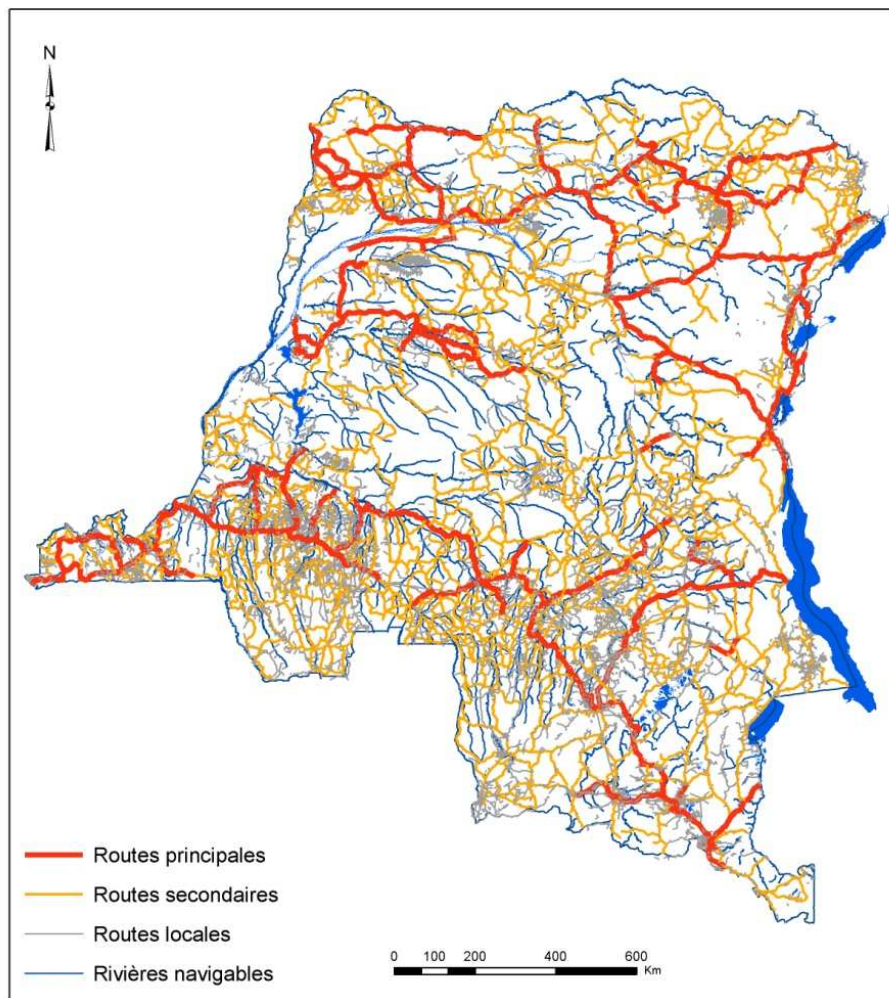 N
Routes principales
Routes secondaires
Routes locales
Rivières navigables
0 100 200 400 600
Km